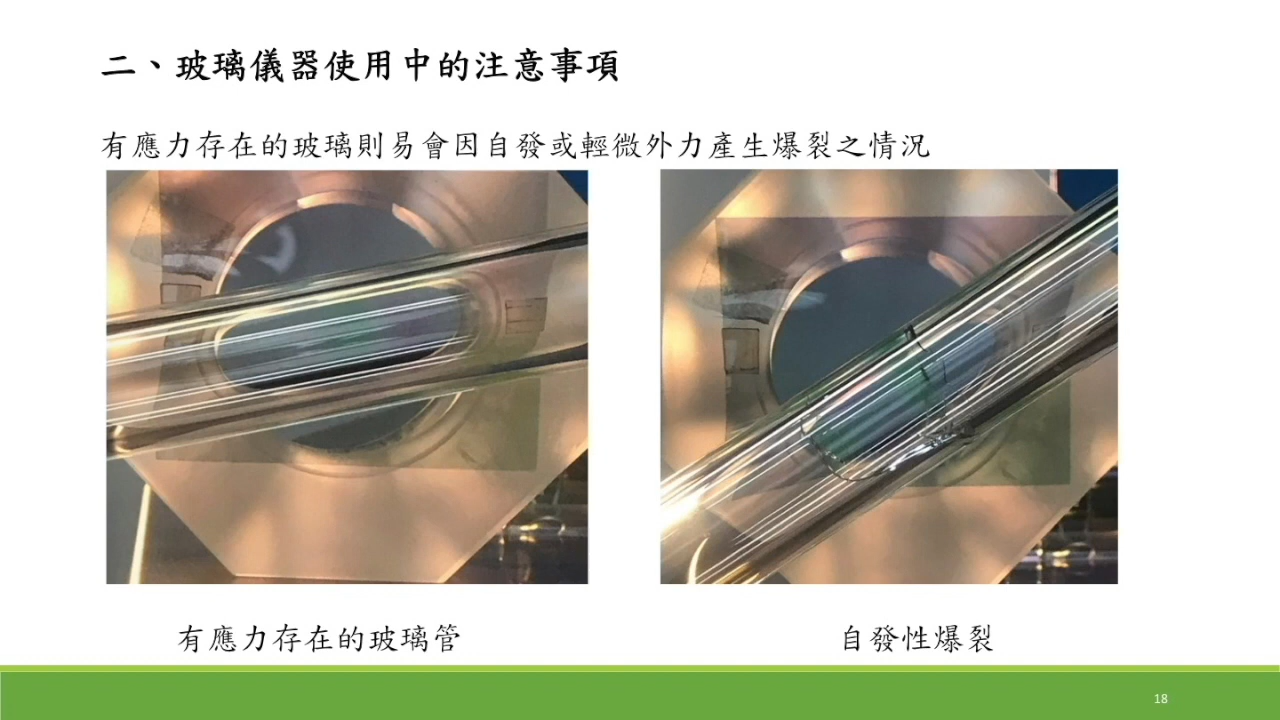 二、玻璃儀器使用中的注意事項
有應力存在的玻璃則易會因自發或輕微外力產生爆裂之情況
有應力存在的玻璃管
自發性爆裂
18